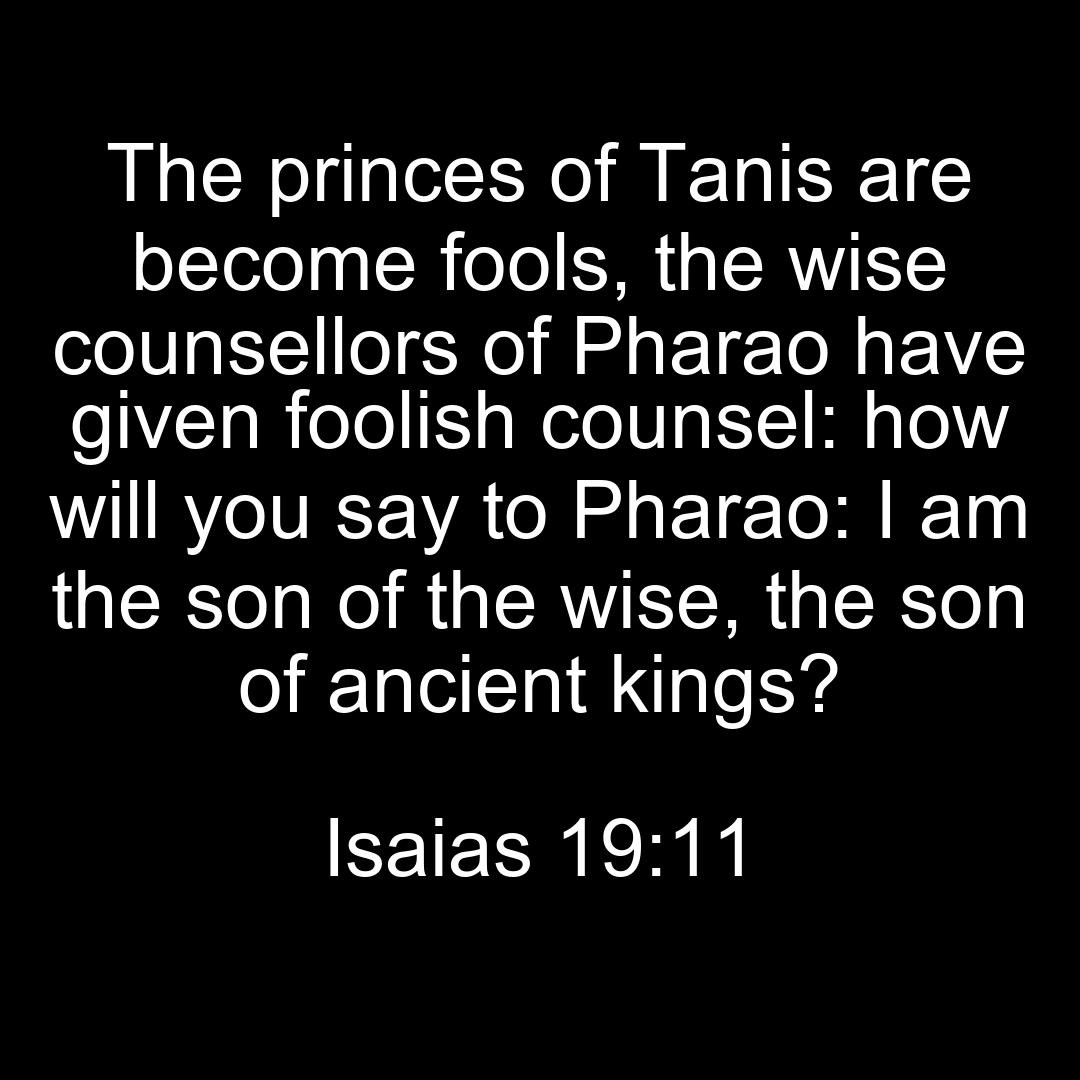 The princes of Tanis are
become fools, the wise
counsellors of Pharao have
given foolish counsel: how
will you say to Pharao: I am
the son of the wise, the son
of ancient kings?
Isaias 19:11